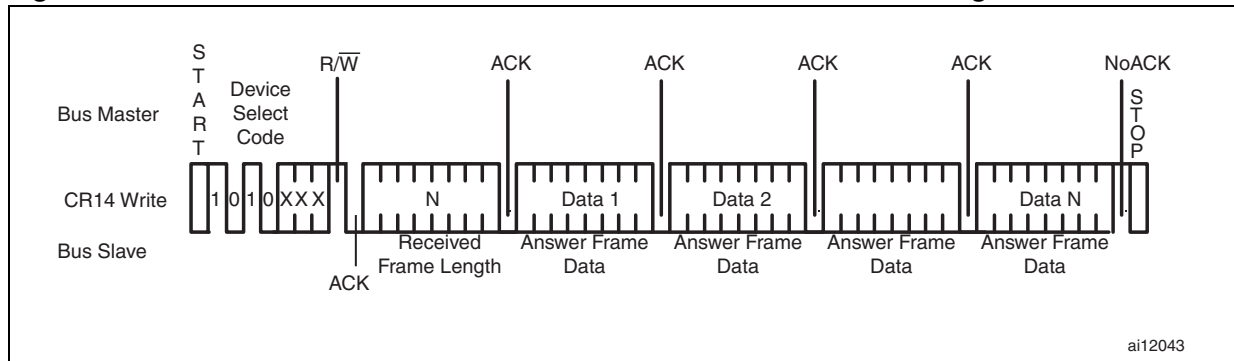 START
Device
Select
Code
R/W
ACK
ACK
ACK
ACK
NoACK
STOP
Bus Master
CR14 Write
1 0 1 0 X X X
N
Data 1
Data 2
Data N
Bus Slave
Received
Frame Length
Answer Frame
Data
Answer Frame
Data
Answer Frame
Data
Answer Frame
Data
ACK
ai12043